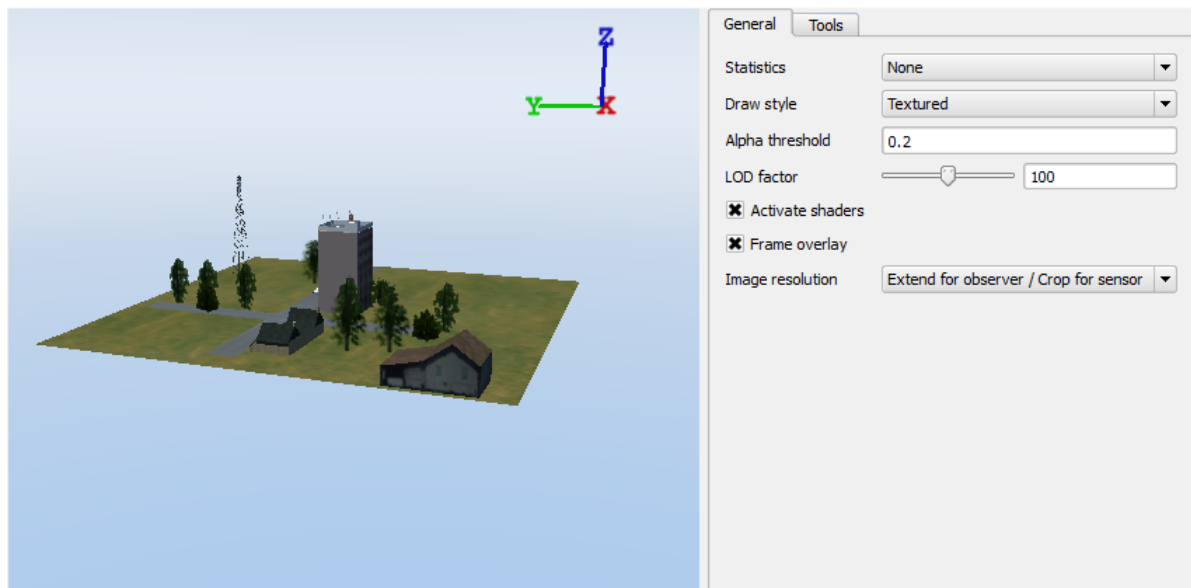 Z
Y X
General Tools
Statistics None
Draw style Textured
Alpha threshold 0.2
LOD factor 100
Activate shaders
Frame overlay
Image resolution Extend for observer / Crop for sensor